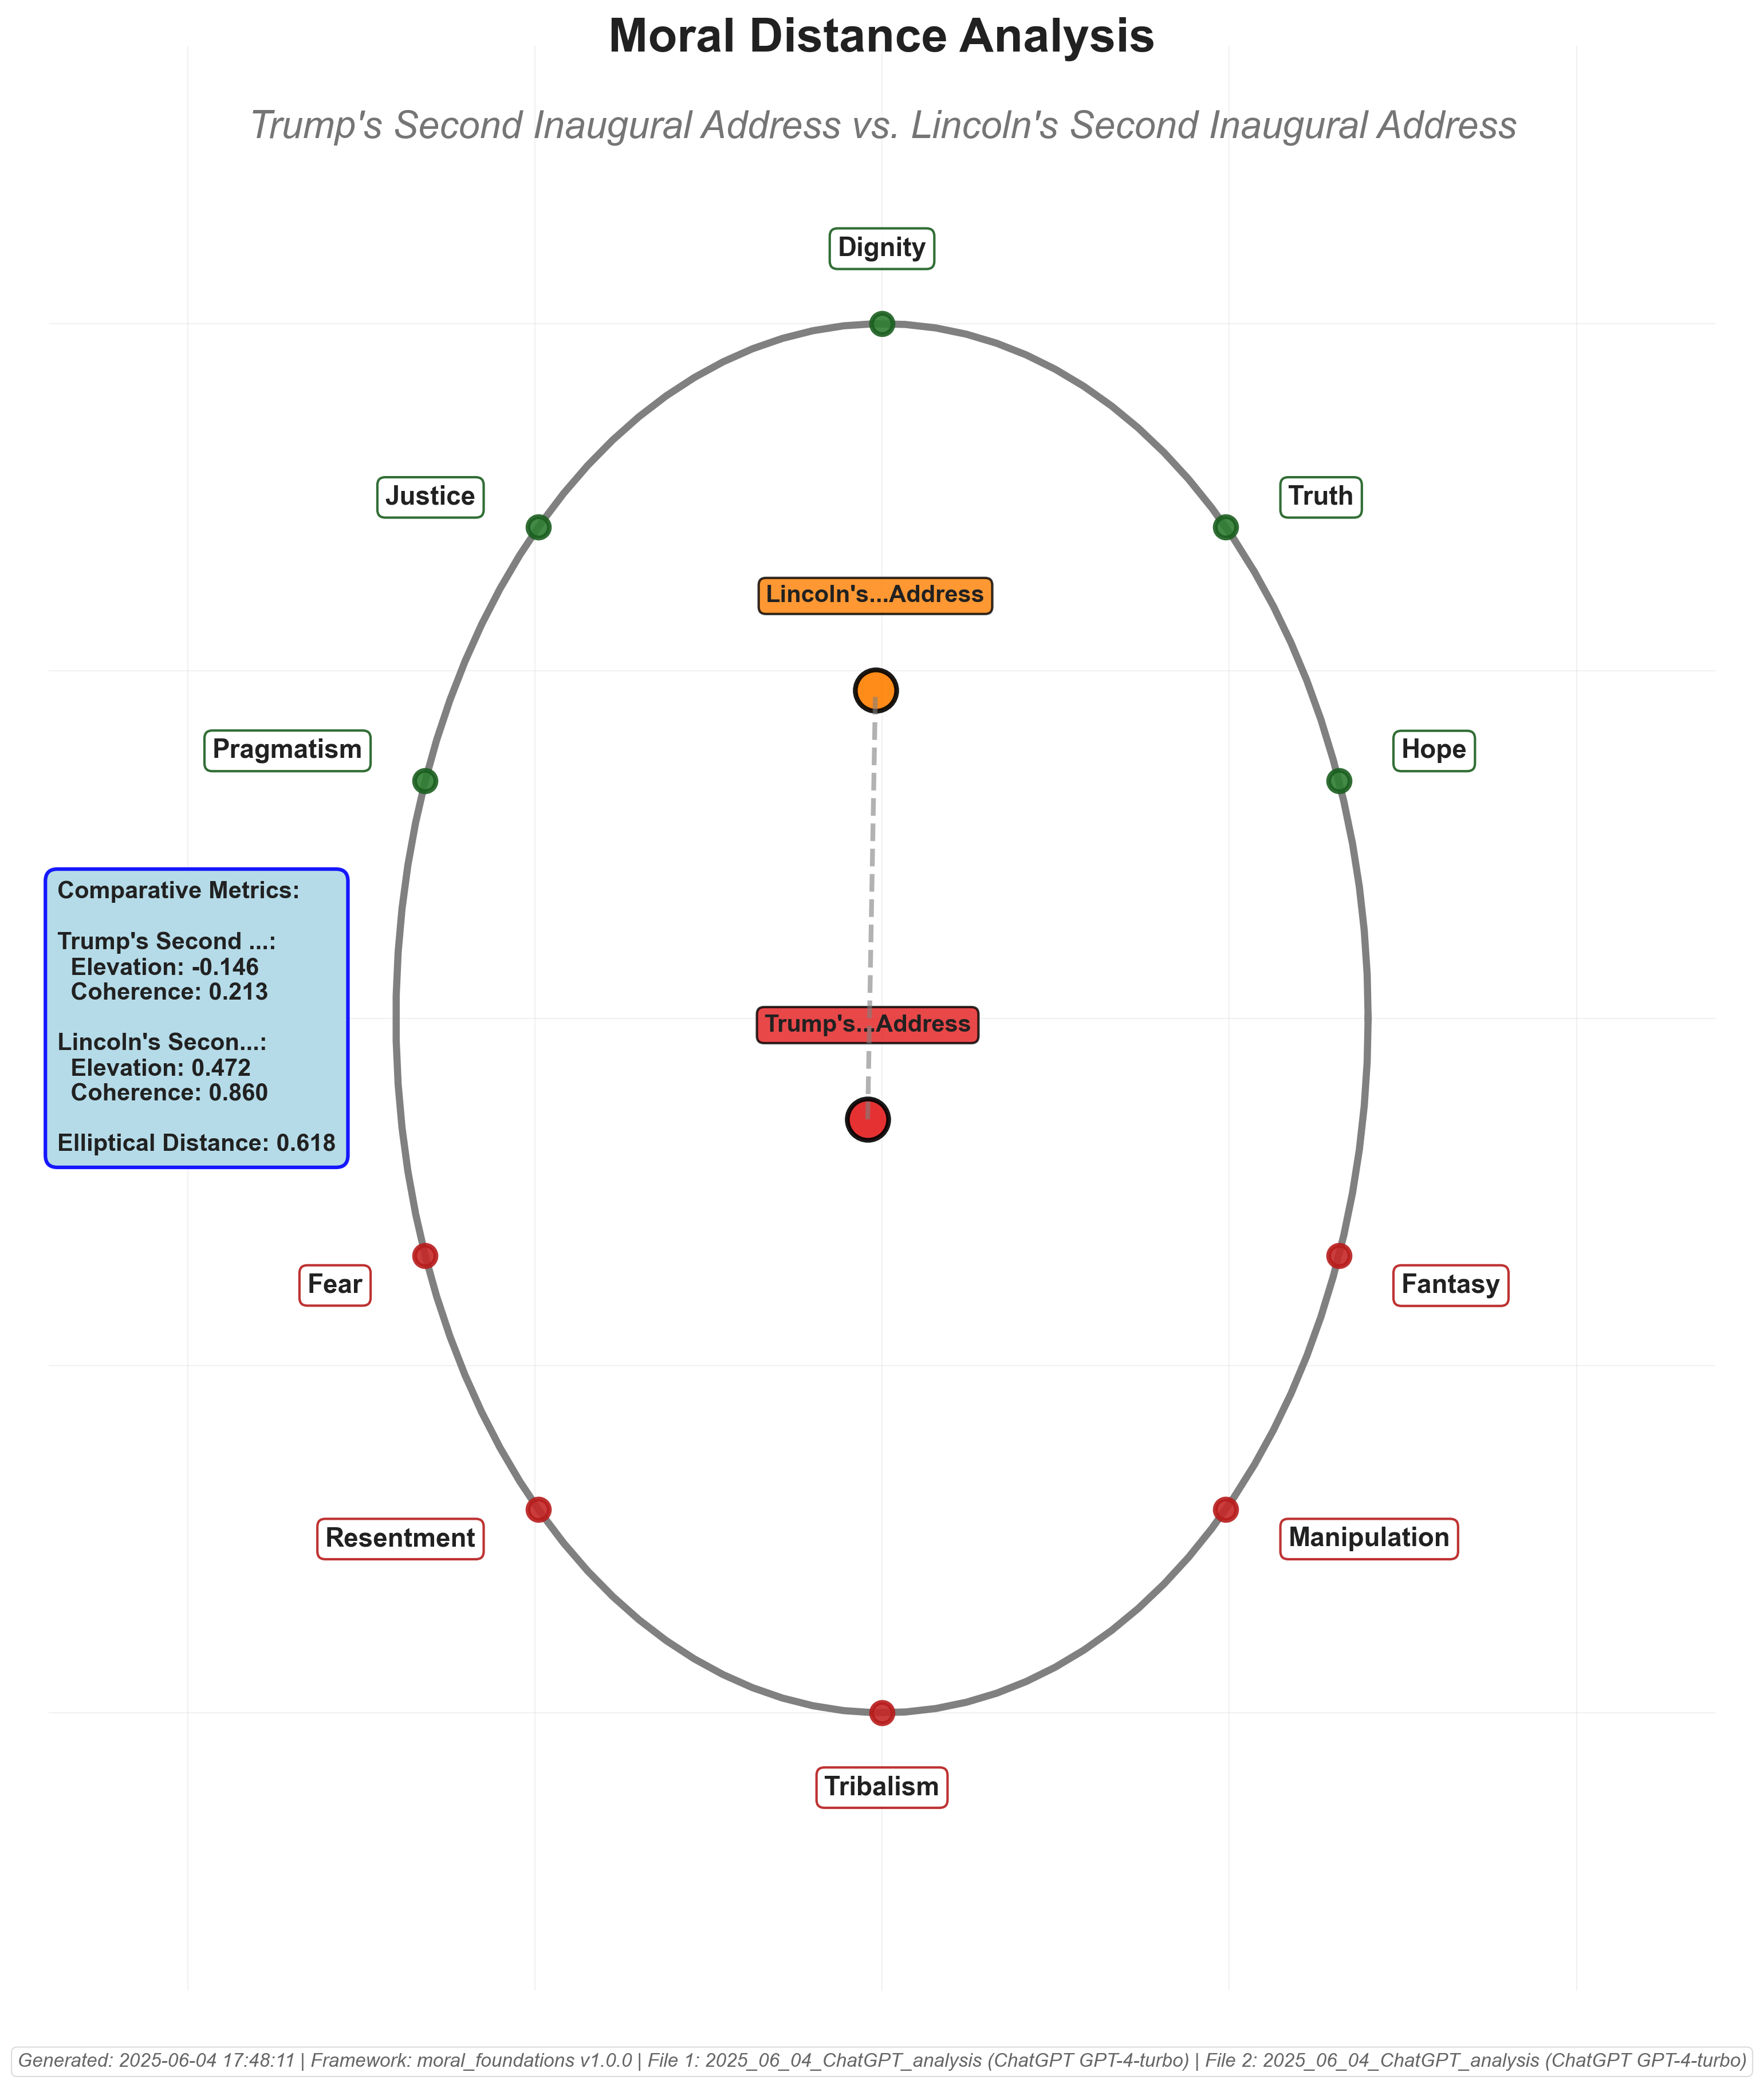 Moral Distance Analysis
Trump's Second Inaugural Address vs. Lincoln's Second Inaugural Address
Dignity
Justice
Truth
Lincoln's...Address
Pragmatism
Hope
Comparative Metrics:
Trump's Second ...:
Elevation: -0.146
Coherence: 0.213
Lincoln's Secon...:
Elevation: 0.472
Coherence: 0.860
Elliptical Distance: 0.618
Trump's...Address
Fear
Fantasy
Resentment
Manipulation
Tribalism
Generated: 2025-06-04 17:48:11 | Framework: moral_foundations v1.0.0 | File 1: 2025_06_04_ChatGPT_analysis (ChatGPT GPT-4-turbo) | File 2: 2025_06_04_ChatGPT_analysis (ChatGPT GPT-4-turbo)